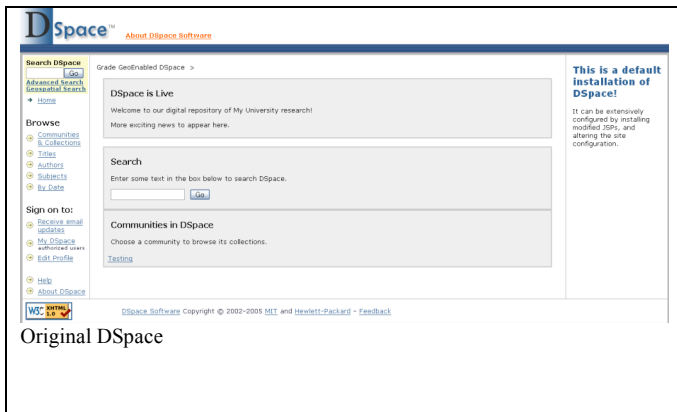 DSpace™
About DSpace Software
Search DSpace
Go
Advanced Search
Geospatial Search
Home
Browse
Communities
& Collections
Titles
Authors
Subjects
By Date
Sign on to:
Receive email
updates
My DSpace
authorized users
Edit Profile
Help
About DSpace
Grade GeoEnabled DSpace >
DSpace is Live
Welcome to our digital repository of My University research!
More exciting news to appear here.
Search
Enter some text in the box below to search DSpace.
Go
Communities in DSpace
Choose a community to browse its collections.
Testing
This is a default
installation of
DSpace!
It can be extensively
configured by installing
modified JSPs, and
altering the site
configuration.
W3C XHTML 1.0
DSpace Software Copyright © 2002-2005 MIT and Hewlett-Packard - Feedback
Original DSpace